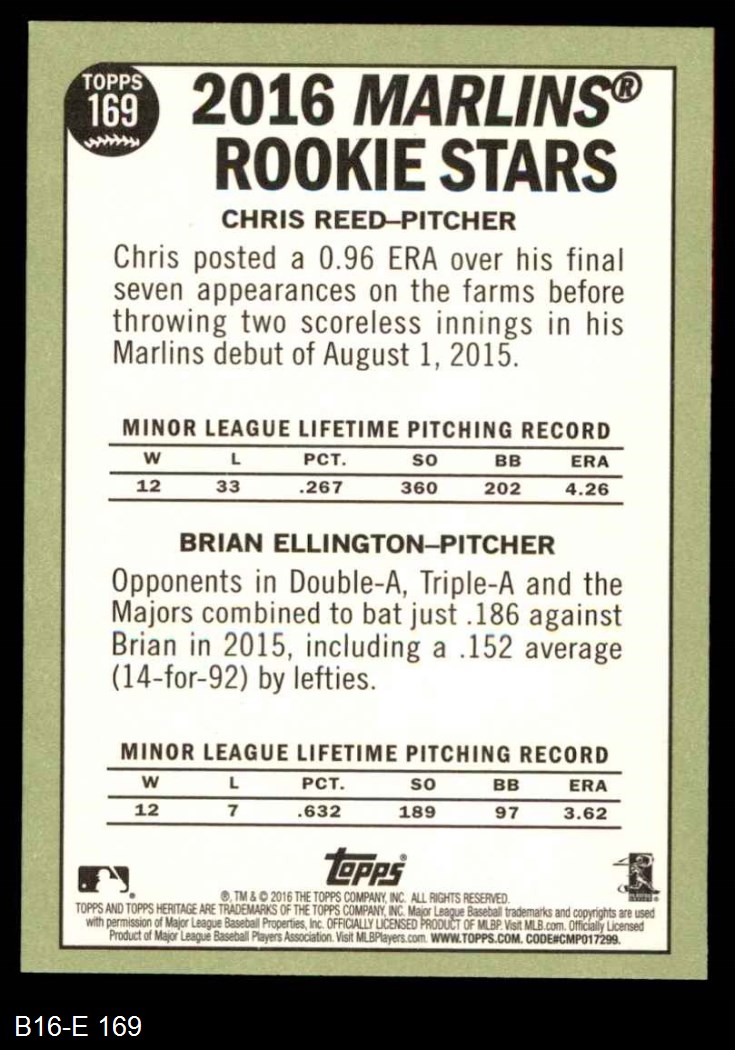 TOPPS
169
2016 MARLINS®
ROOKIE STARS
CHRIS REED–PITCHER
Chris posted a 0.96 ERA over his final
seven appearances on the farms before
throwing two scoreless innings in his
Marlins debut of August 1, 2015.
MINOR LEAGUE LIFETIME PITCHING RECORD
W L PCT. SO BB ERA
12 33 .267 360 202 4.26
BRIAN ELLINGTON–PITCHER
Opponents in Double-A, Triple-A and the
Majors combined to bat just .186 against
Brian in 2015, including a .152 average
(14-for-92) by lefties.
MINOR LEAGUE LIFETIME PITCHING RECORD
W L PCT. SO BB ERA
12 7 .632 189 97 3.62
topps®
®, TM & © 2016 THE TOPPS COMPANY, INC. ALL RIGHTS RESERVED.
TOPPS AND TOPPS HERITAGE ARE TRADEMARKS OF THE TOPPS COMPANY, INC. Major League Baseball trademarks and copyrights are used
with permission of Major League Baseball Properties, Inc. OFFICIALLY LICENSED PRODUCT OF MLBP. Visit MLB.com. Officially Licensed
Product of Major League Baseball Players Association. Visit MLBPlayers.com. WWW.TOPPS.COM. CODE#CMP017299.
B16-E 169